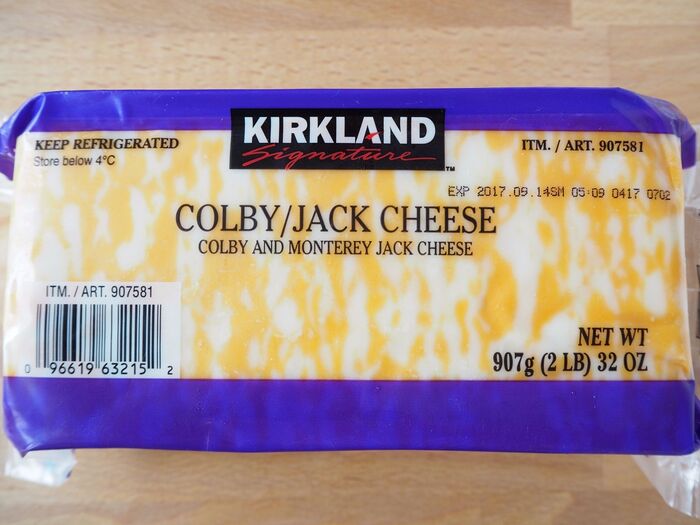 KIRKLAND
Signature™
KEEP REFRIGERATED
Store below 4°C
ITM. / ART. 907581
EXP 2017.09.14SM 05:09 0417 0702
COLBY/JACK CHEESE
COLBY AND MONTEREY JACK CHEESE
ITM. / ART. 907581
0 96619 63215 2
NET WT
907g (2 LB) 32 OZ